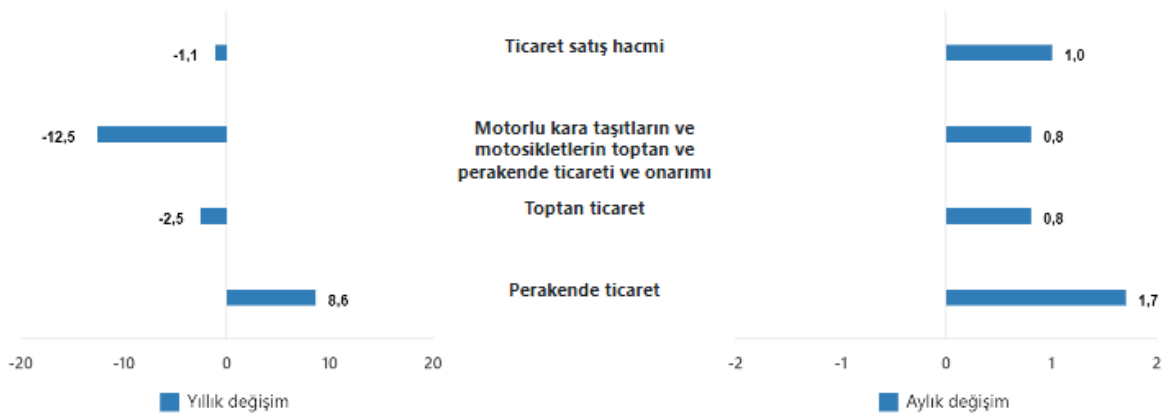 Ticaret satış hacmi
-1,1
1,0
Motorlu kara taşıtların ve
motosikletlerin toptan ve
perakende ticareti ve onarımı
-12,5
0,8
Toptan ticaret
-2,5
0,8
Perakende ticaret
8,6
1,7
-20 -10 0 10 20
-2 -1 0 1 2
Yıllık değişim
Aylık değişim